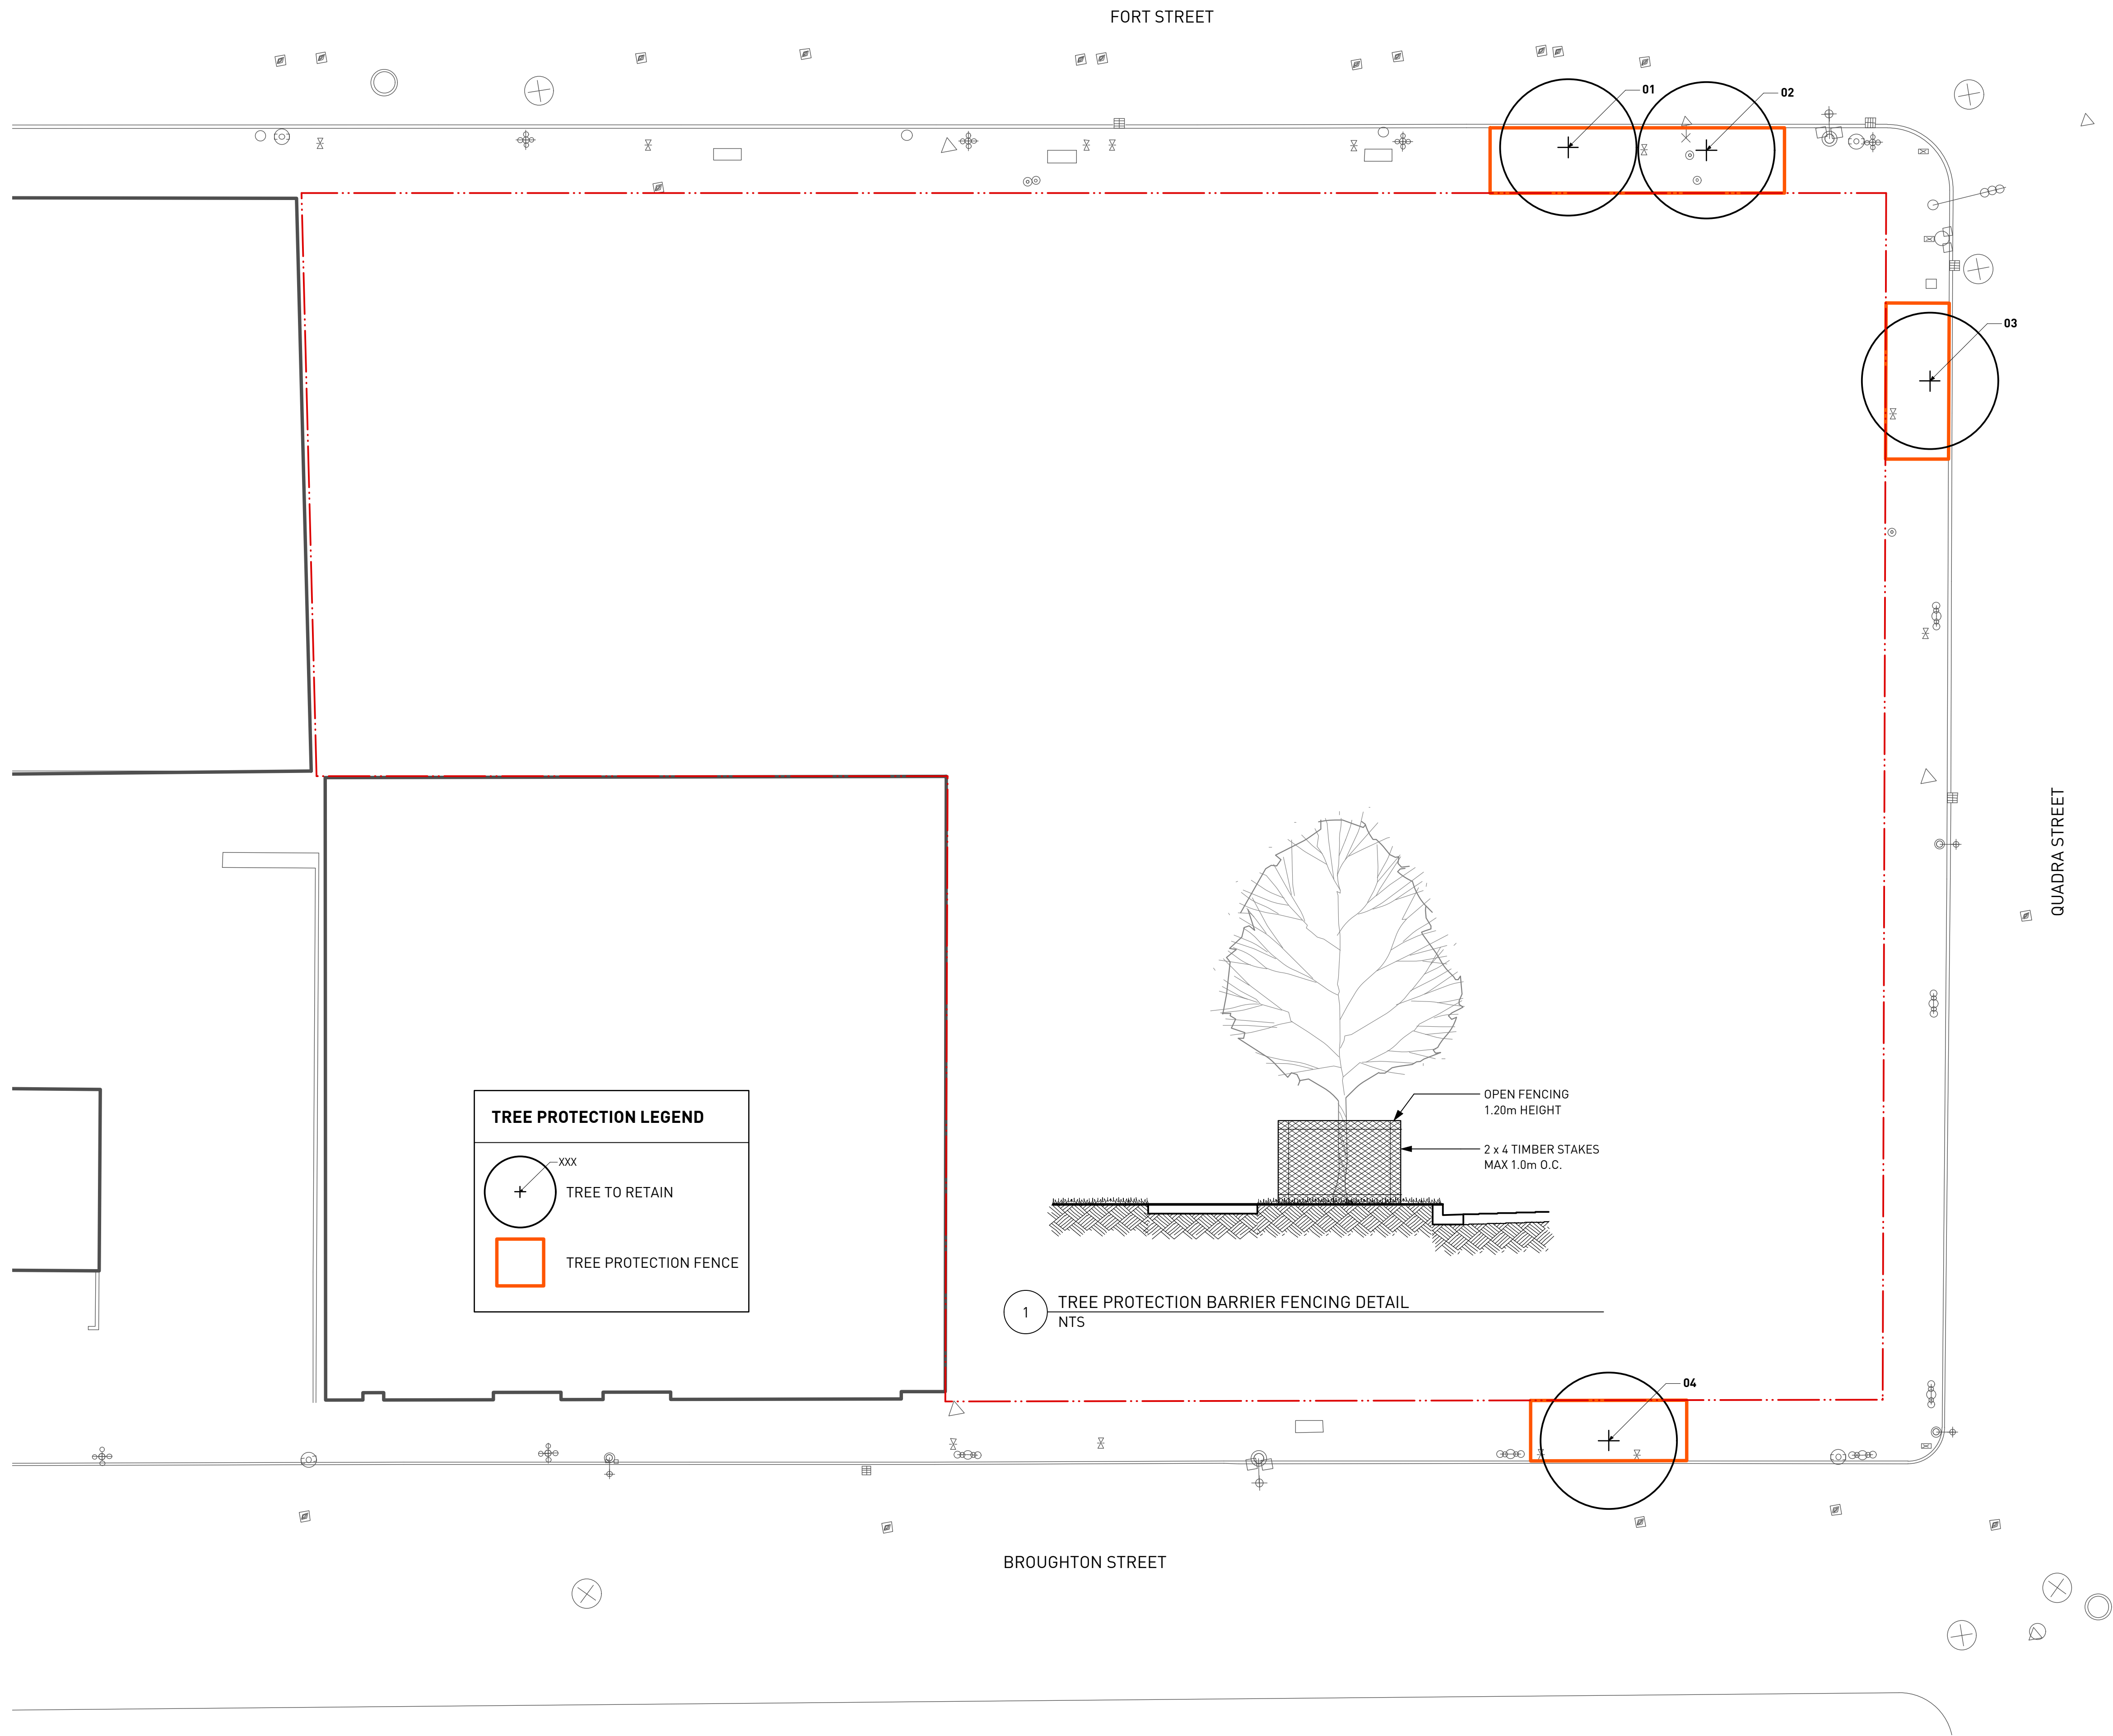 FORT STREET
01
02
03
QUADRA STREET
OPEN FENCING
1.20m HEIGHT
2 x 4 TIMBER STAKES
MAX 1.0m O.C.
TREE PROTECTION LEGEND
XXX
TREE TO RETAIN
TREE PROTECTION FENCE
1
TREE PROTECTION BARRIER FENCING DETAIL
NTS
04
BROUGHTON STREET